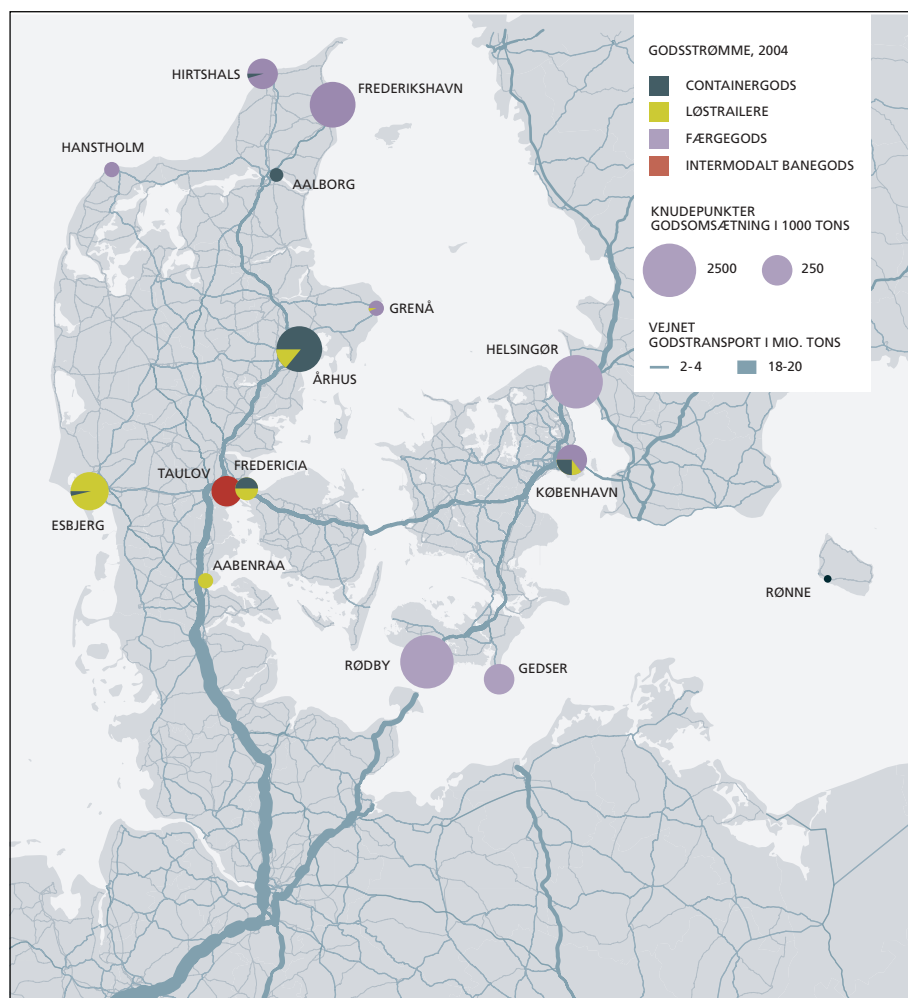 GODSSTRØMME, 2004
CONTAINERGODS
LØSTRAILERE
FÆRGEGODS
INTERMODALT BANEGODS
KNUDEPUNKTER
GODSOMSÆTNING I 1000 TONS
2500
250
VEJNET
GODSTRANSPORT I MIO. TONS
2-4
18-20
HIRTSHALS
FREDERIKSHAVN
HANSTHOLM
AALBORG
GRENÅ
HELSINGØR
ÅRHUS
TAULOV
FREDERICIA
KØBENHAVN
ESBJERG
AABENRAA
RØNNE
RØDBY
GEDSER